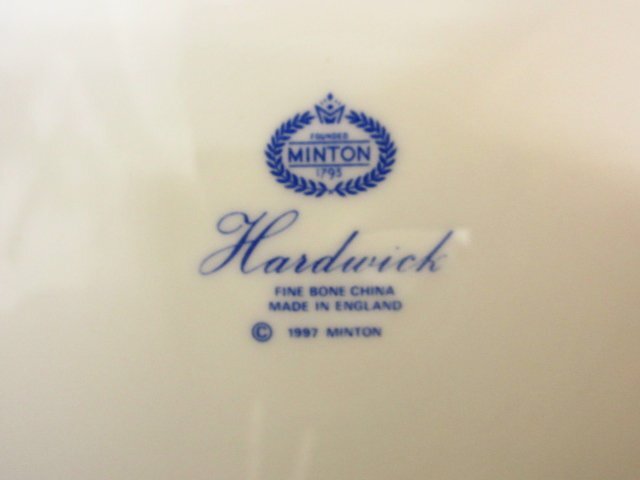 FOUNDED
MINTON
1793
Hardwick
FINE BONE CHINA
MADE IN ENGLAND
© 1997 MINTON